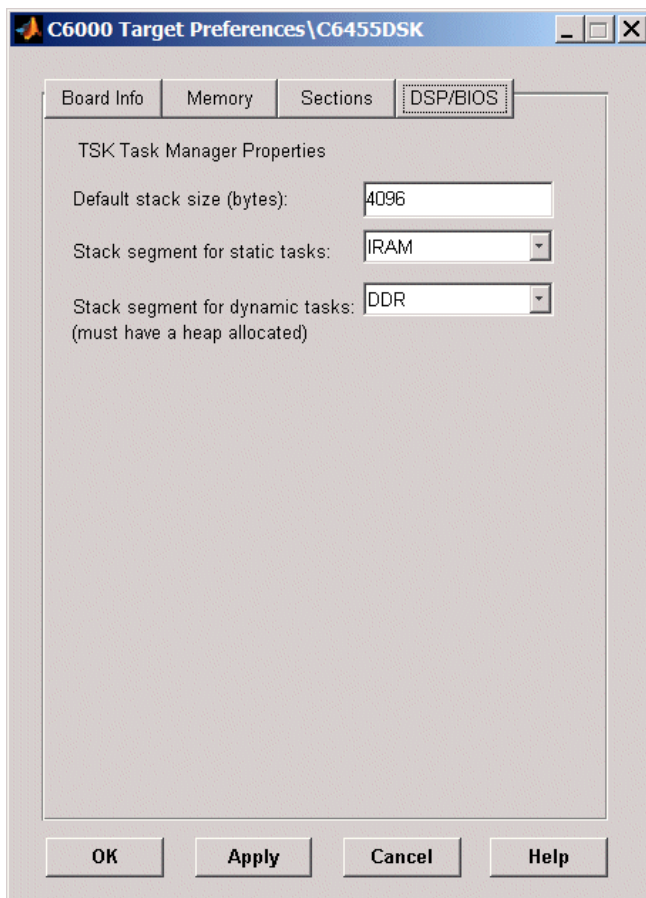 C6000 Target Preferences\C6455DSK
Board Info Memory Sections DSP/BIOS
TSK Task Manager Properties
Default stack size (bytes): 4096
Stack segment for static tasks: IRAM
Stack segment for dynamic tasks: DDR
(must have a heap allocated)
OK Apply Cancel Help